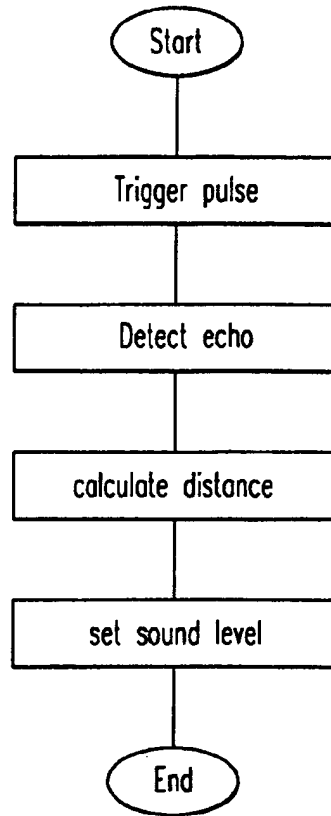 Start
Trigger pulse
Detect echo
calculate distance
set sound level
End